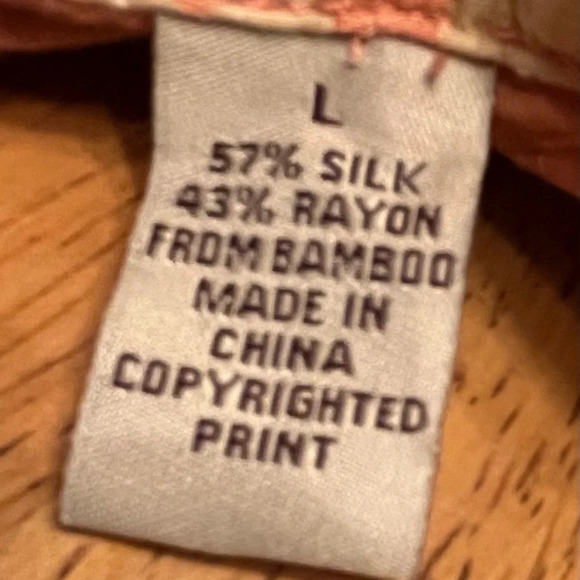 L
57% SILK
43% RAYON
FROM BAMBOO
MADE IN
CHINA
COPYRIGHTED
PRINT